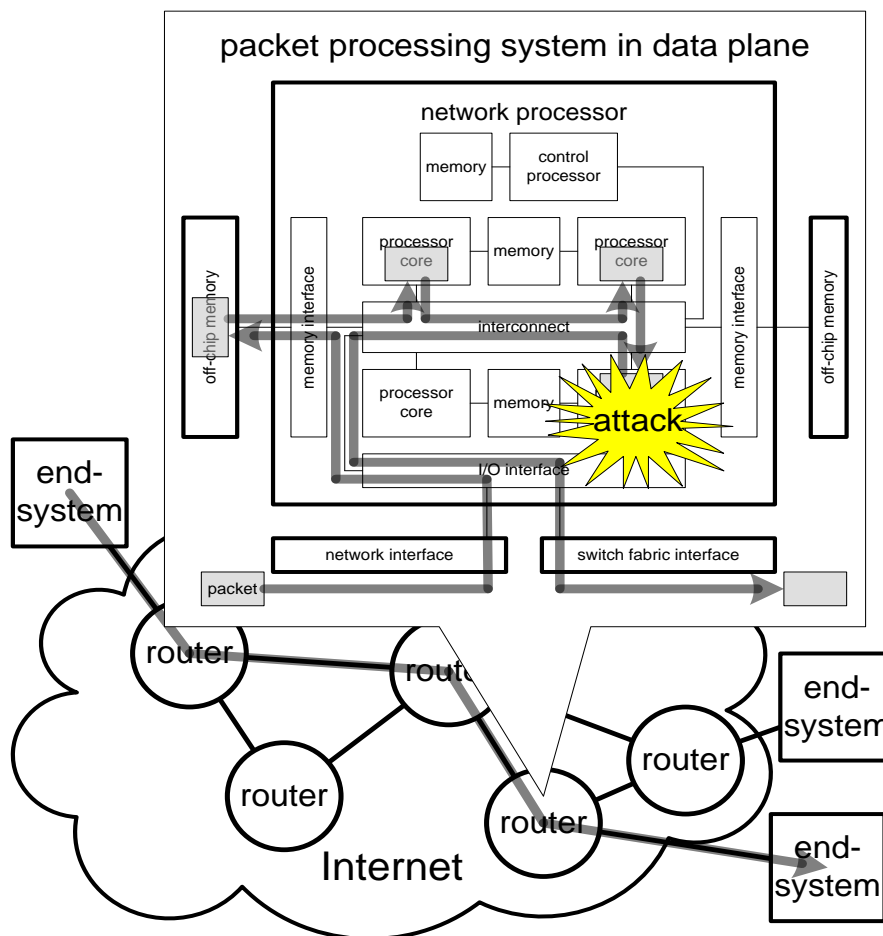 packet processing system in data plane
network processor
memory
control
processor
processor
core
memory
processor
core
off-chip memory
memory interface
interconnect
memory interface
off-chip memory
processor
core
memory
attack
I/O interface
end-
system
network interface
switch fabric interface
packet
router
route
end-
system
router
router
router
Internet
end-
system